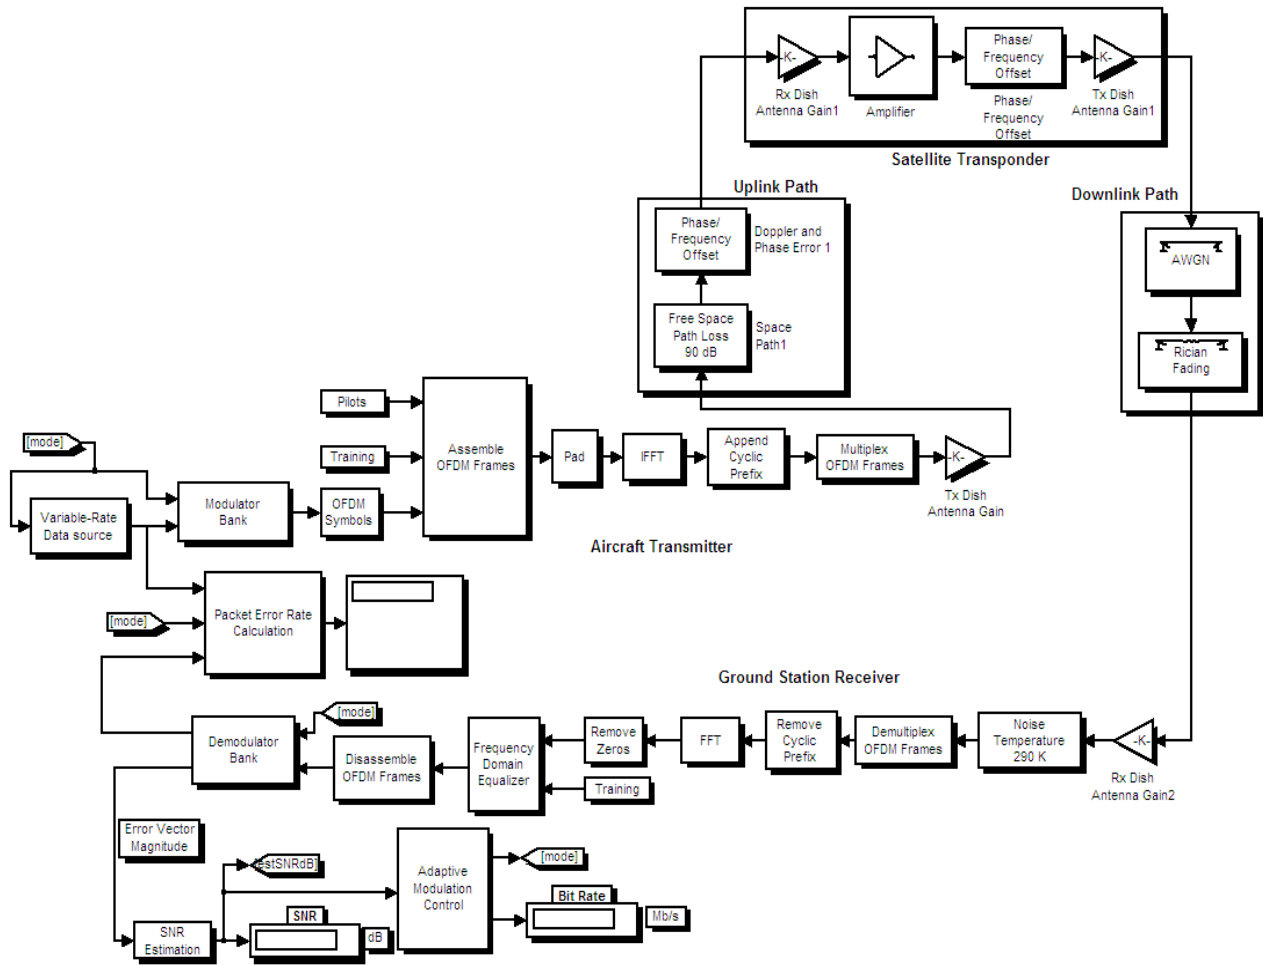 -K-
Rx Dish
Antenna Gain1
Amplifier
Phase/
Frequency
Offset
Phase/
Frequency
Offset
-K-
Tx Dish
Antenna Gain1
Satellite Transponder
Uplink Path
Phase/
Frequency
Offset
Doppler and
Phase Error 1
Free Space
Path Loss
90 dB
Space
Path1
Downlink Path
AWGN
Rician
Fading
[mode]
Variable-Rate
Data source
Modulator
Bank
Pilots
Training
OFDM
Symbols
Assemble
OFDM Frames
Pad
IFFT
Append
Cyclic
Prefix
Multiplex
OFDM Frames
-K-
Tx Dish
Antenna Gain
Aircraft Transmitter
[mode]
Packet Error Rate
Calculation
Ground Station Receiver
[mode]
Demodulator
Bank
Disassemble
OFDM Frames
Frequency
Domain
Equalizer
Remove
Zeros
Training
FFT
Remove
Cyclic
Prefix
Demultiplex
OFDM Frames
Noise
Temperature
290 K
-K-
Rx Dish
Antenna Gain2
Error Vector
Magnitude
SNR
Estimation
estSNRdB]
SNR
dB
Adaptive
Modulation
Control
[mode]
Bit Rate
Mb/s